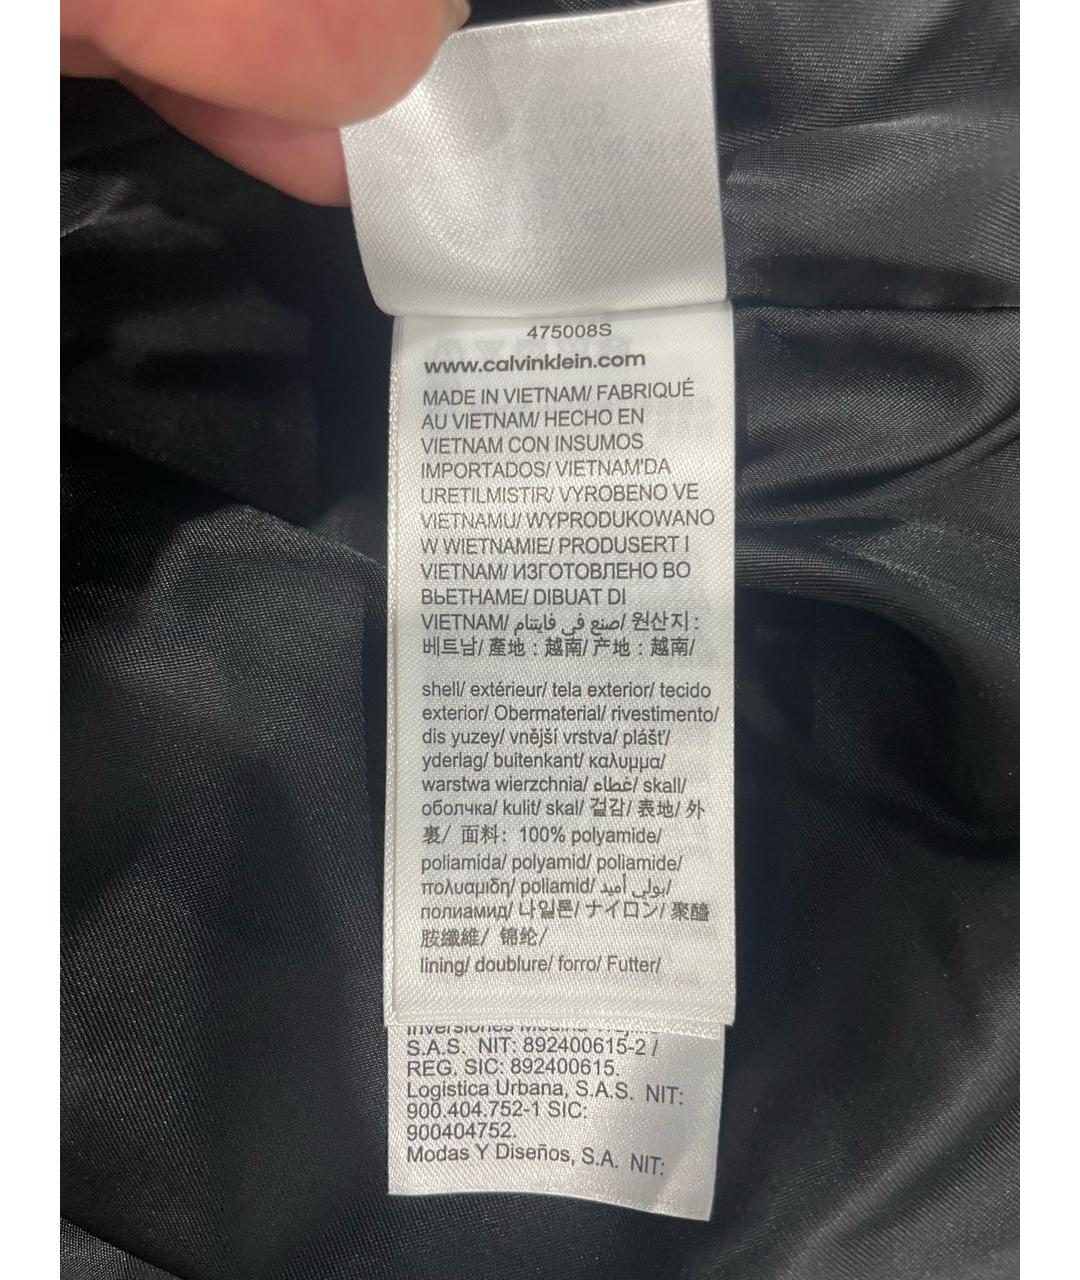 475008S
www.calvinklein.com
MADE IN VIETNAM/ FABRIQUÉ
AU VIETNAM/ HECHO EN
VIETNAM CON INSUMOS
IMPORTADOS/ VIETNAM'DA
URETILMISTIR/ VYROBENO VE
VIETNAMU/ WYPRODUKOWANO
W WIETNAMIE/ PRODUSERT I
VIETNAM/ ИЗГОТОВЛЕНО ВО
ВЬЕТНАМЕ/ DIBUAT DI
VIETNAM/ صنع في فايتنام/ 원산지 :
베트남/ 產地 : 越南/ 产地 : 越南/
shell/ extérieur/ tela exterior/ tecido
exterior/ Obermaterial/ rivestimento/
dis yuzey/ vnější vrstva/ plášť/
yderlag/ buitenkant/ καλυμμα/
warstwa wierzchnia/ غطاء/ skall/
оболчка/ kulit/ skal/ 겉감/ 表地/ 外
裏/ 面料: 100% polyamide/
poliamida/ polyamid/ poliamide/
πολυαμιδη/ poliamid/ بولي أميد/
полиамид/ 나일론/ ナイロン/ 聚醯
胺纖維/ 锦纶/
lining/ doublure/ forro/ Futter/
Inversiones
S.A.S. NIT: 892400615-2 /
REG. SIC: 892400615.
Logistica Urbana, S.A.S. NIT:
900.404.752-1 SIC:
900404752.
Modas Y Diseños, S.A. NIT: